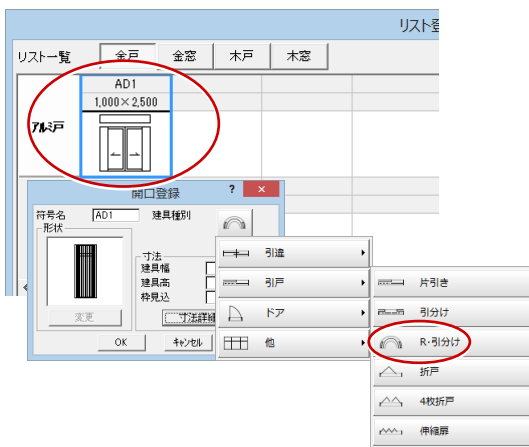 リスト登
リスト一覧 金戸 金窓 木戸 木窓
AD1
1,000×2,500
アルミ戸
開口登録 ? ×
符号名 AD1 建具種別
形状
寸法
建具幅
建具高
枠見込
変更 寸法詳細
OK キャンセル
引違
引戸
ドア
他
片引き
引分け
R・引分け
折戸
4枚折戸
伸縮扉